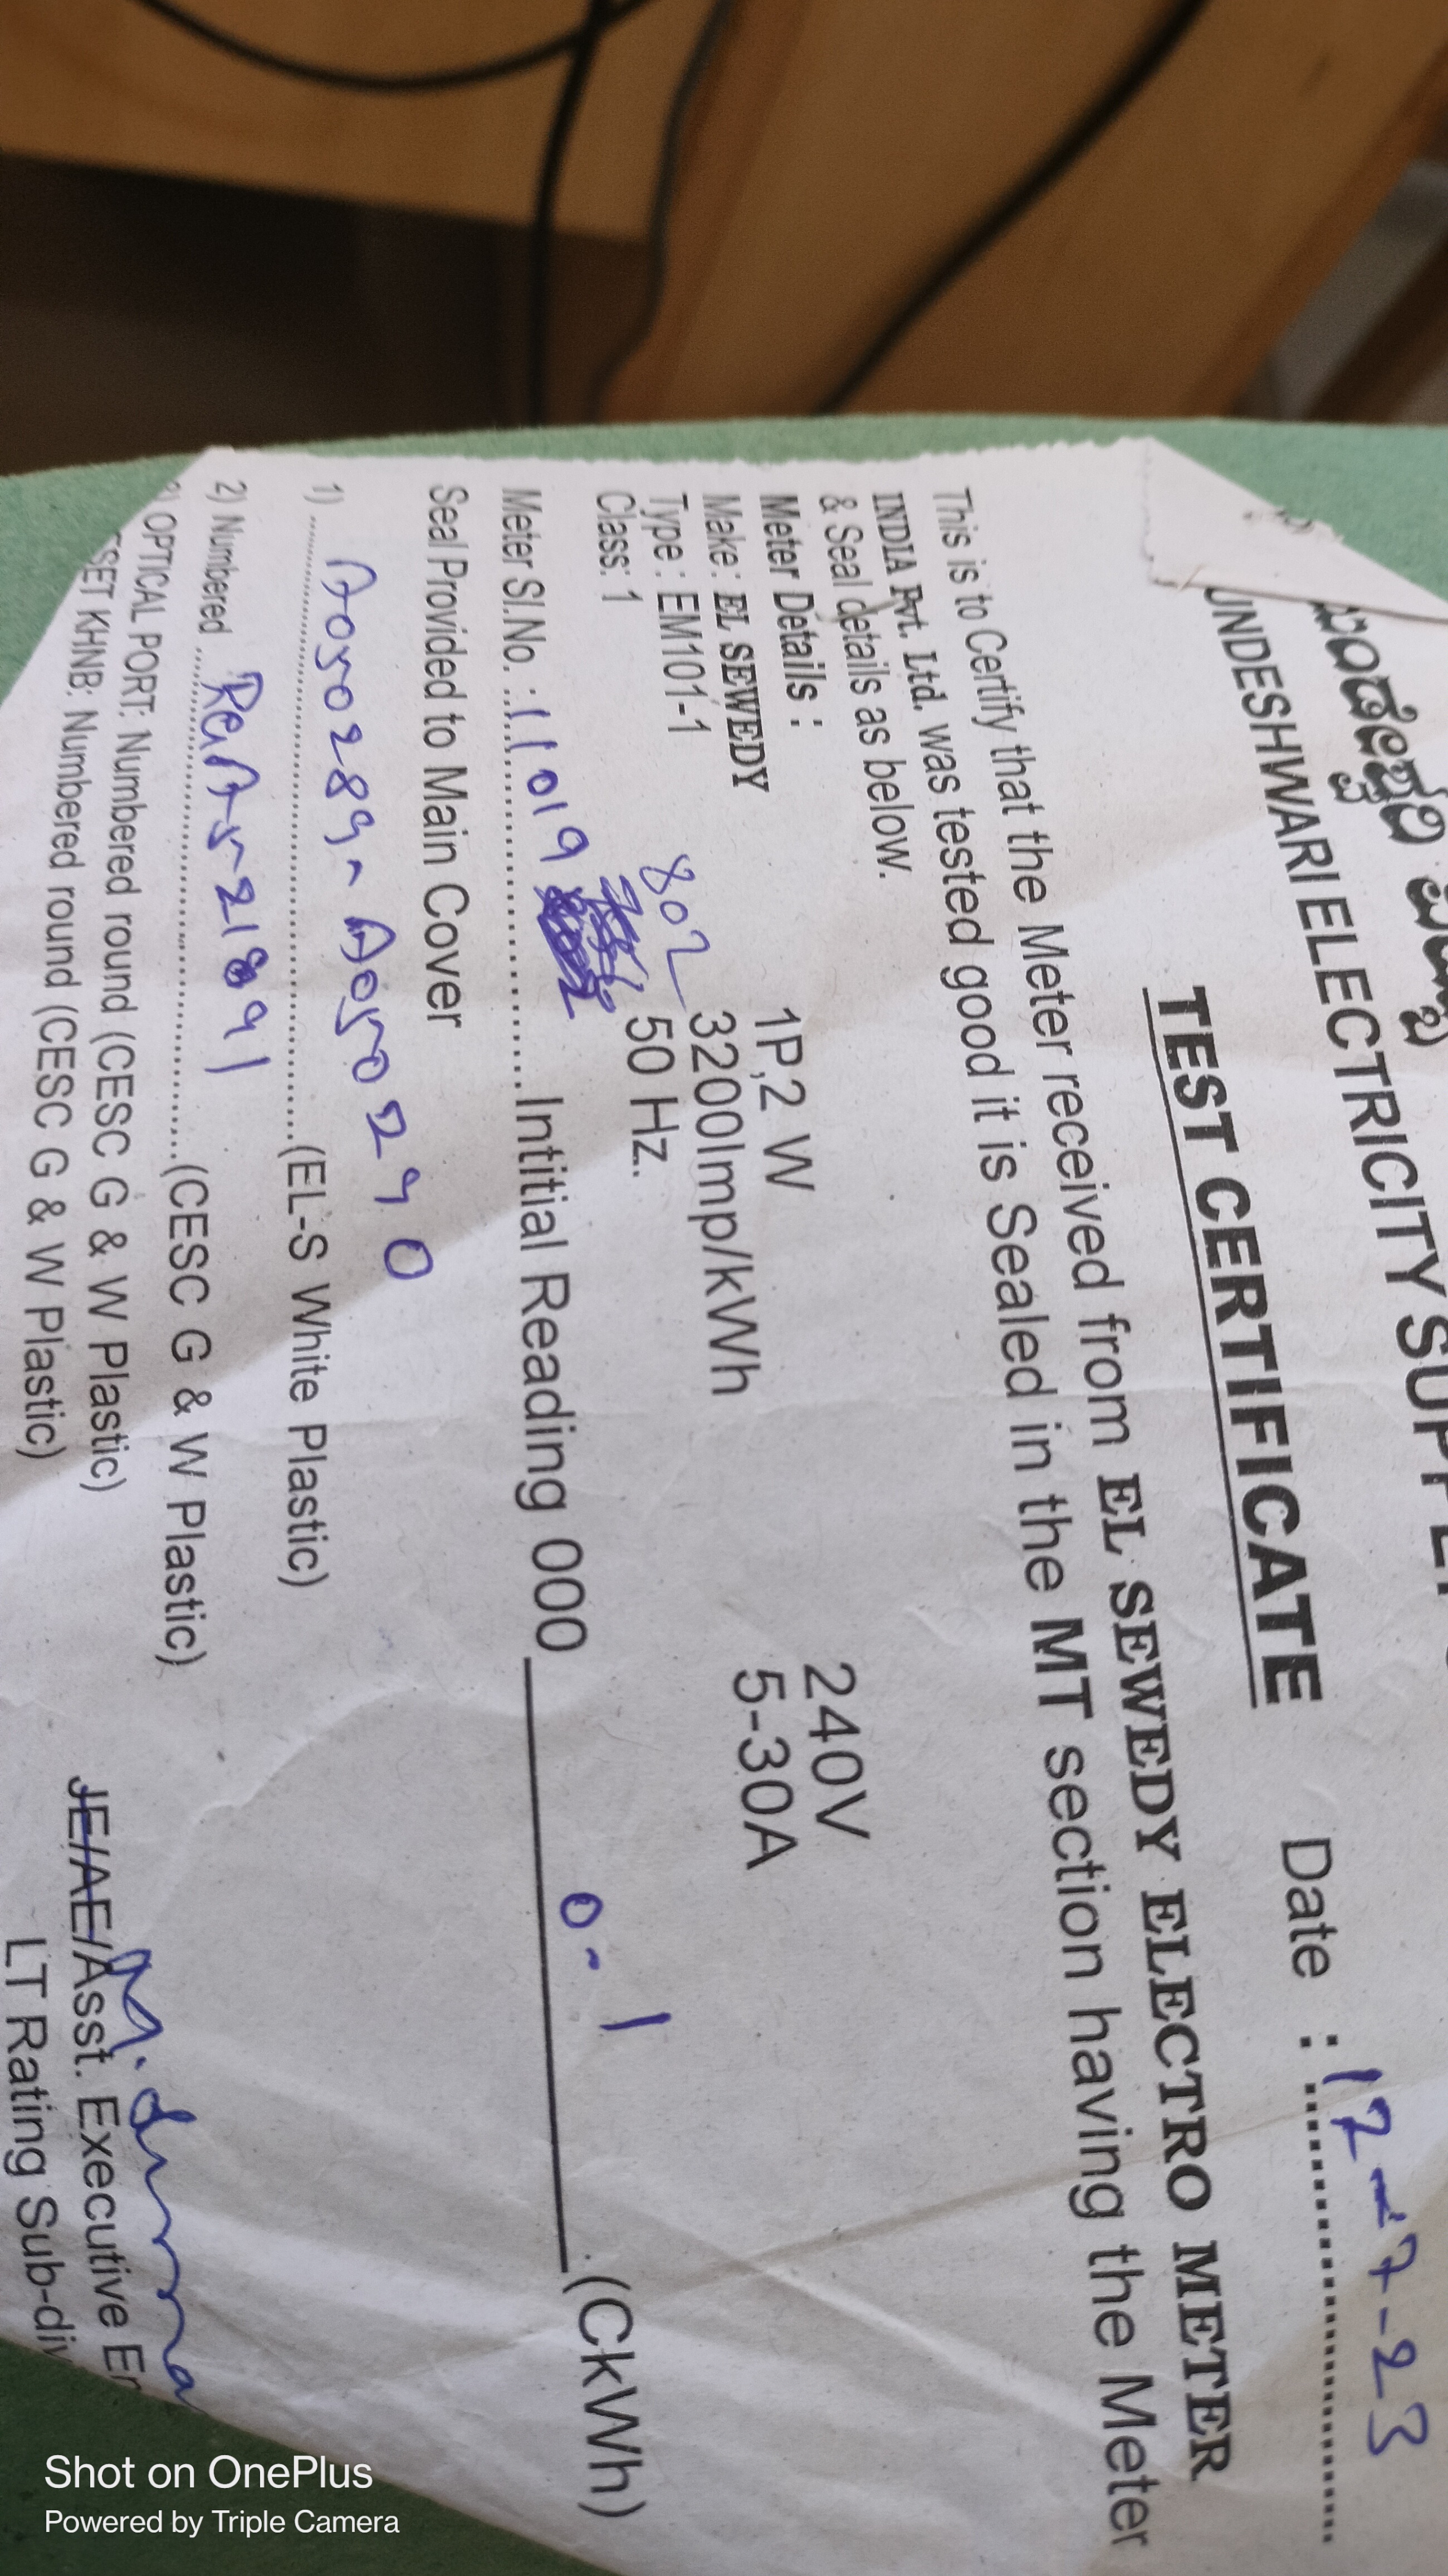 UNDESHWARI ELECTRICITY SUPPL
TEST CERTIFICATE
Date : 12-7-23
This is to Certify that the Meter received from EL SEWEDY ELECTRO METER
INDIA Pvt. Ltd. was tested good it is Sealed in the MT section having the Meter
& Seal details as below.
Meter Details :
Make: EL SEWEDY 1P,2 W 240V
Type : EM101-1 3200Imp/kWh 5-30A
Class: 1 50 Hz.
802
Meter Sl.No. : 11019 Intitial Reading 000 0-1 (CkWh)
Seal Provided to Main Cover
1) A050289-A050290 (EL-S White Plastic)
2) Numbered 21891 (CESC G & W Plastic)
OPTICAL PORT: Numbered round (CESC G & W Plastic)
SET KHNB: Numbered round (CESC G & W Plastic)
JE/AE/Asst. Executive En
LT Rating Sub-div
Shot on OnePlus
Powered by Triple Camera